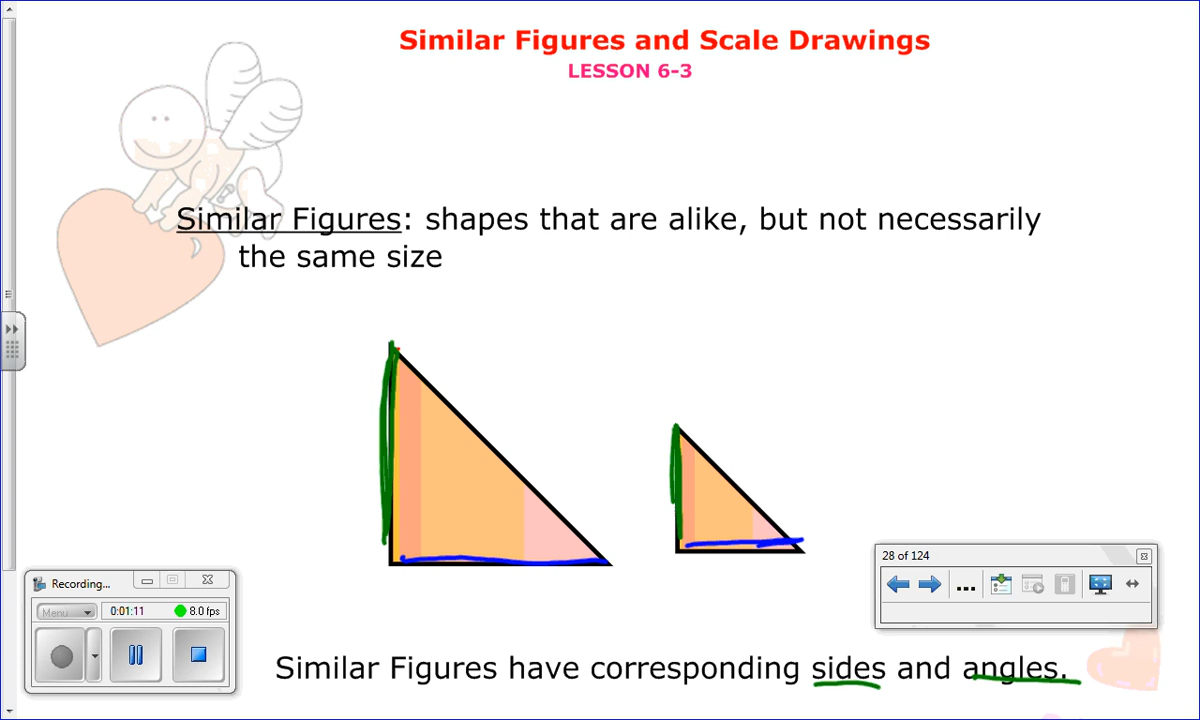 Similar Figures and Scale Drawings
LESSON 6-3
Similar Figures: shapes that are alike, but not necessarily
the same size
28 of 124
...
Recording...
Menu
0:01:11
8.0 fps
Similar Figures have corresponding sides and angles.